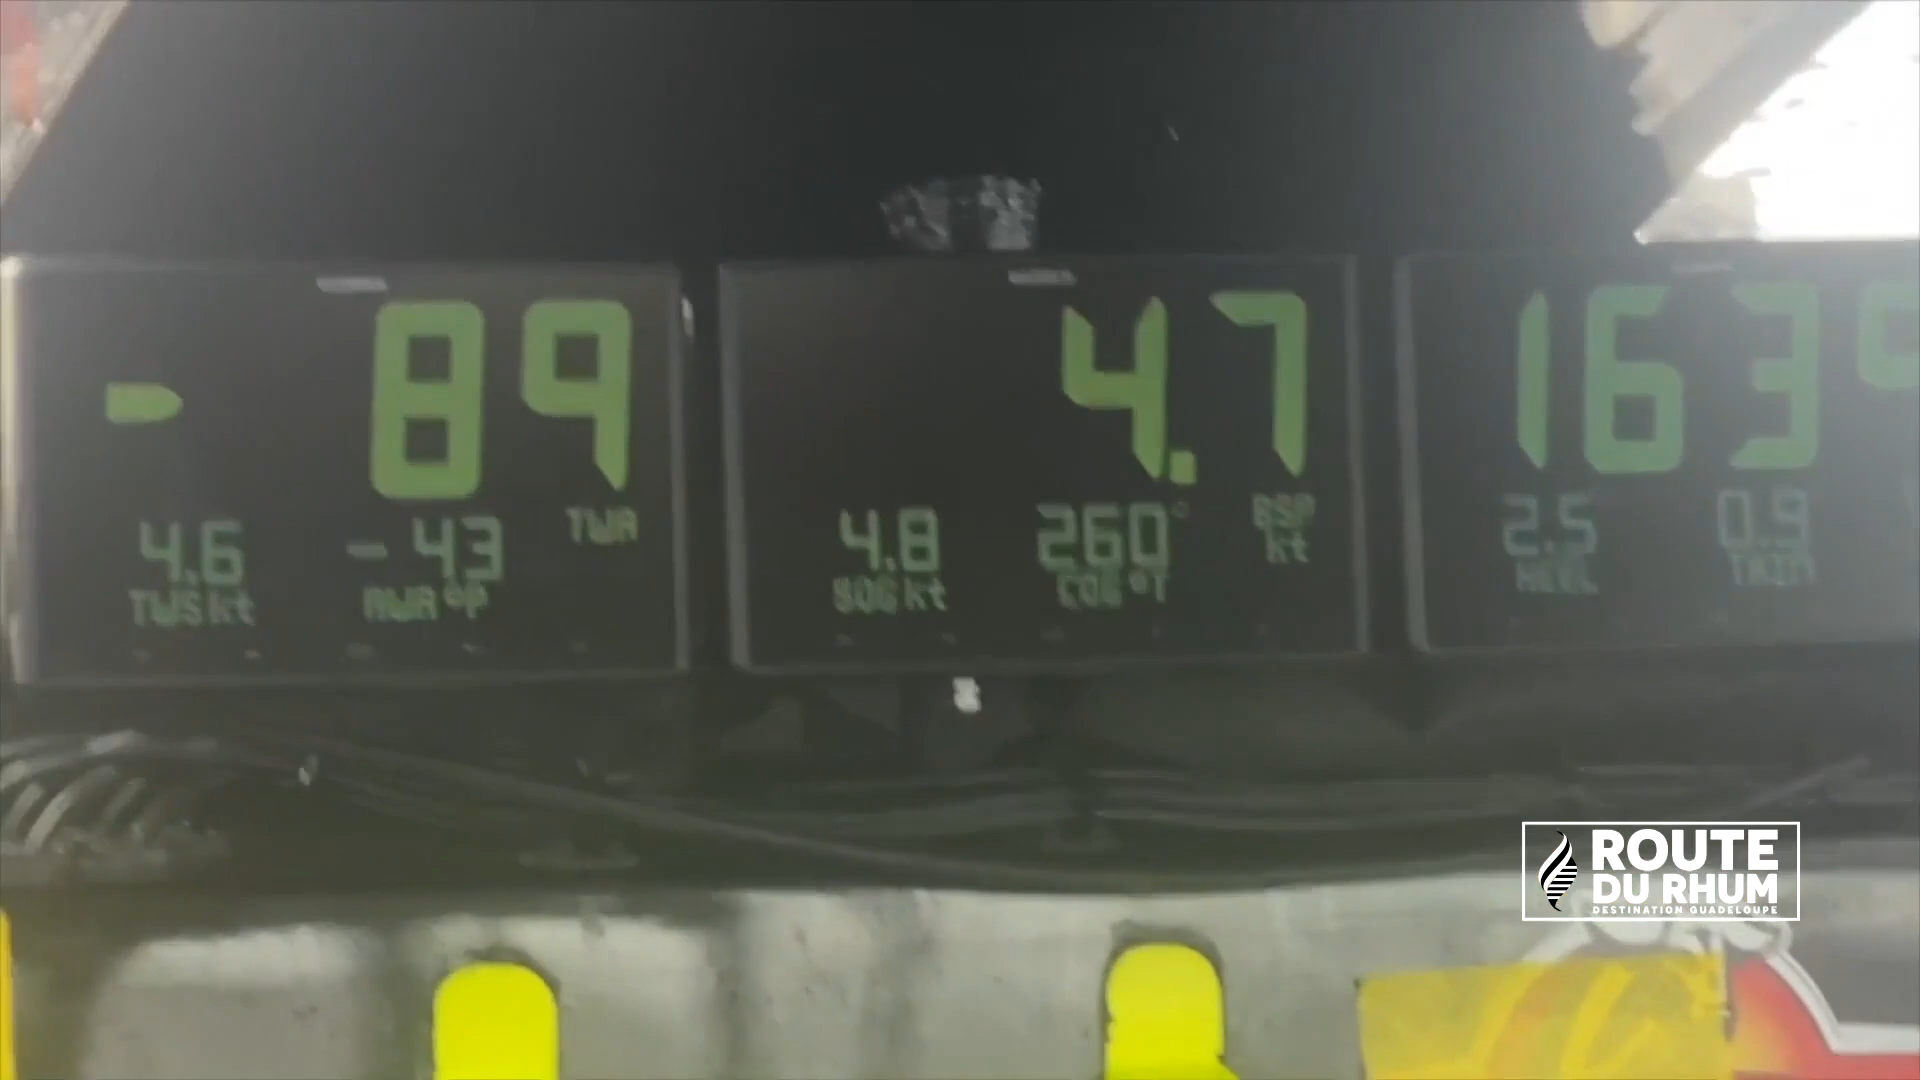 - 89
4.6 -43 TWA
TWS kt AWA °P
4.7
4.8 260° BSP
SOG kt COG °T kt
163
2.5 0.9
HEEL TRIM
ROUTE
DU RHUM
DESTINATION GUADELOUPE